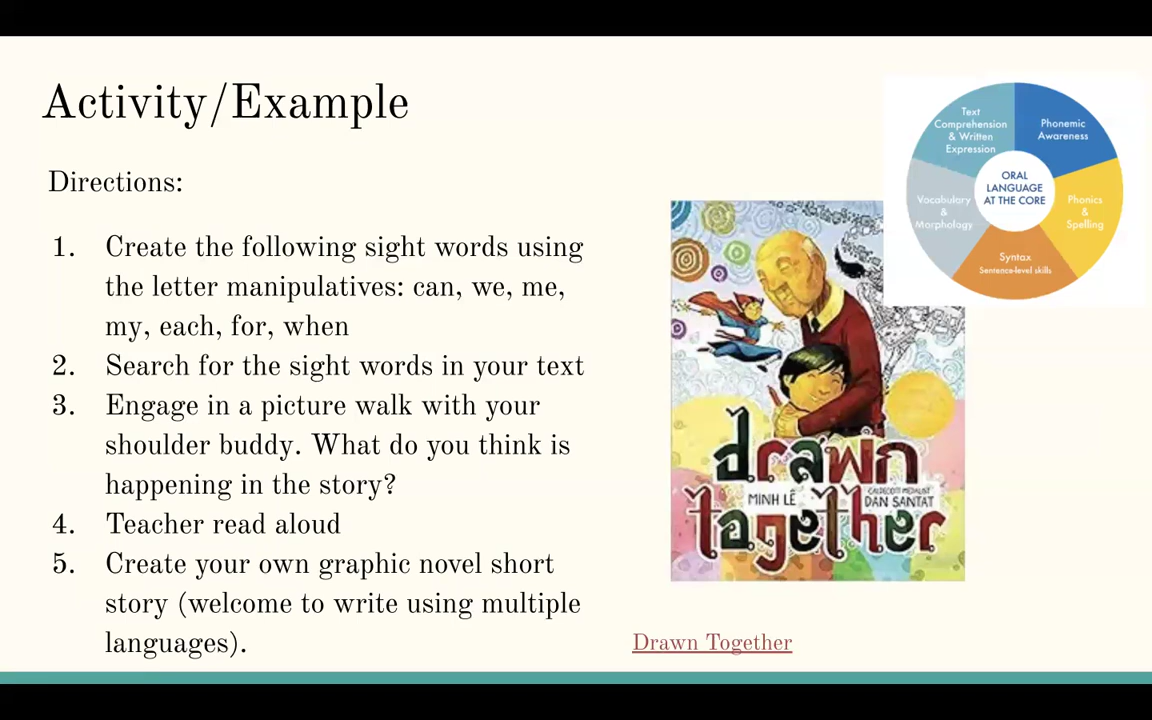 Activity/Example
Directions:
1. Create the following sight words using
the letter manipulatives: can, we, me,
my, each, for, when
2. Search for the sight words in your text
3. Engage in a picture walk with your
shoulder buddy. What do you think is
happening in the story?
4. Teacher read aloud
5. Create your own graphic novel short
story (welcome to write using multiple
languages).
Text
Comprehension
& Written
Expression
Phonemic
Awareness
ORAL
LANGUAGE
AT THE CORE
Vocabulary
&
Morphology
Phonics
&
Spelling
Syntax
Sentence-level skills
drawn
MINH LÊ
CALDECOTT MEDALIST
DAN SANTAT
together
Drawn Together